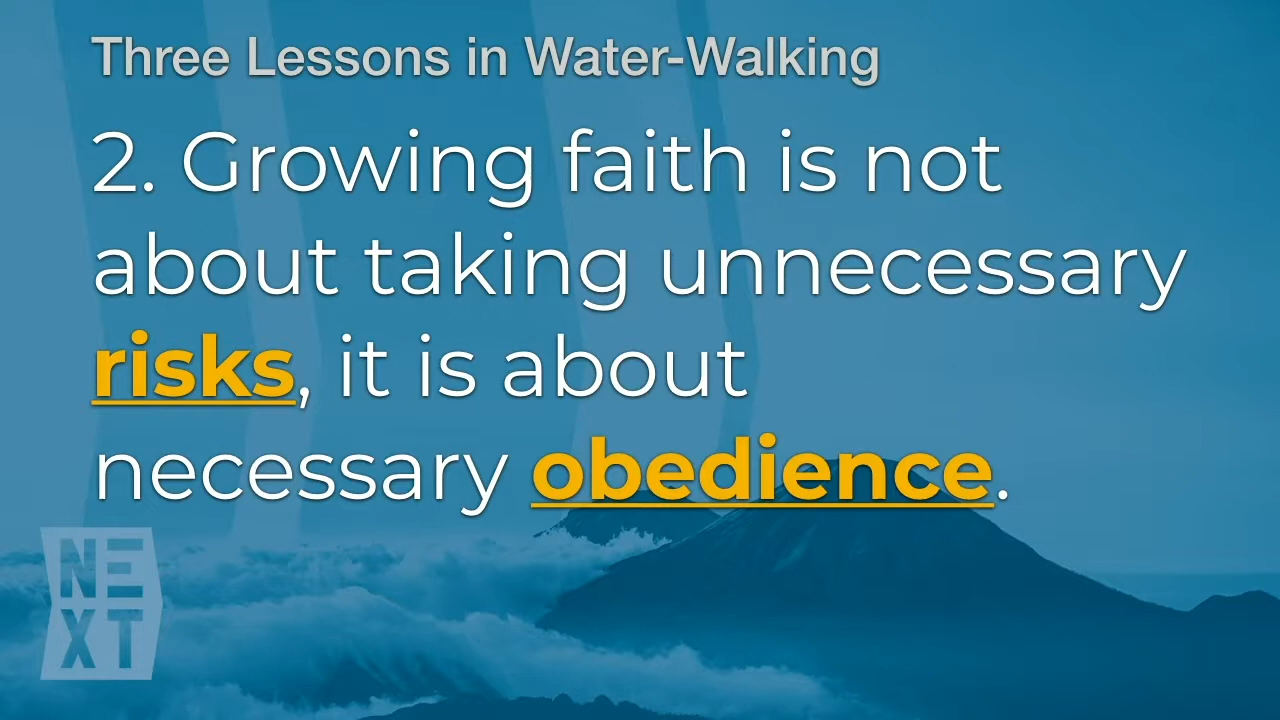 Three Lessons in Water-Walking
2. Growing faith is not
about taking unnecessary
risks, it is about
necessary obedience.
NE
XT